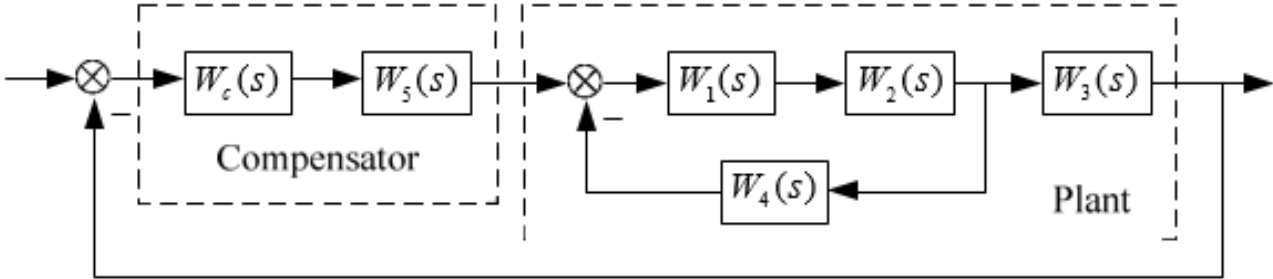 W_c(s) W_5(s) W_1(s) W_2(s) W_3(s)
− −
Compensator
W_4(s)
Plant